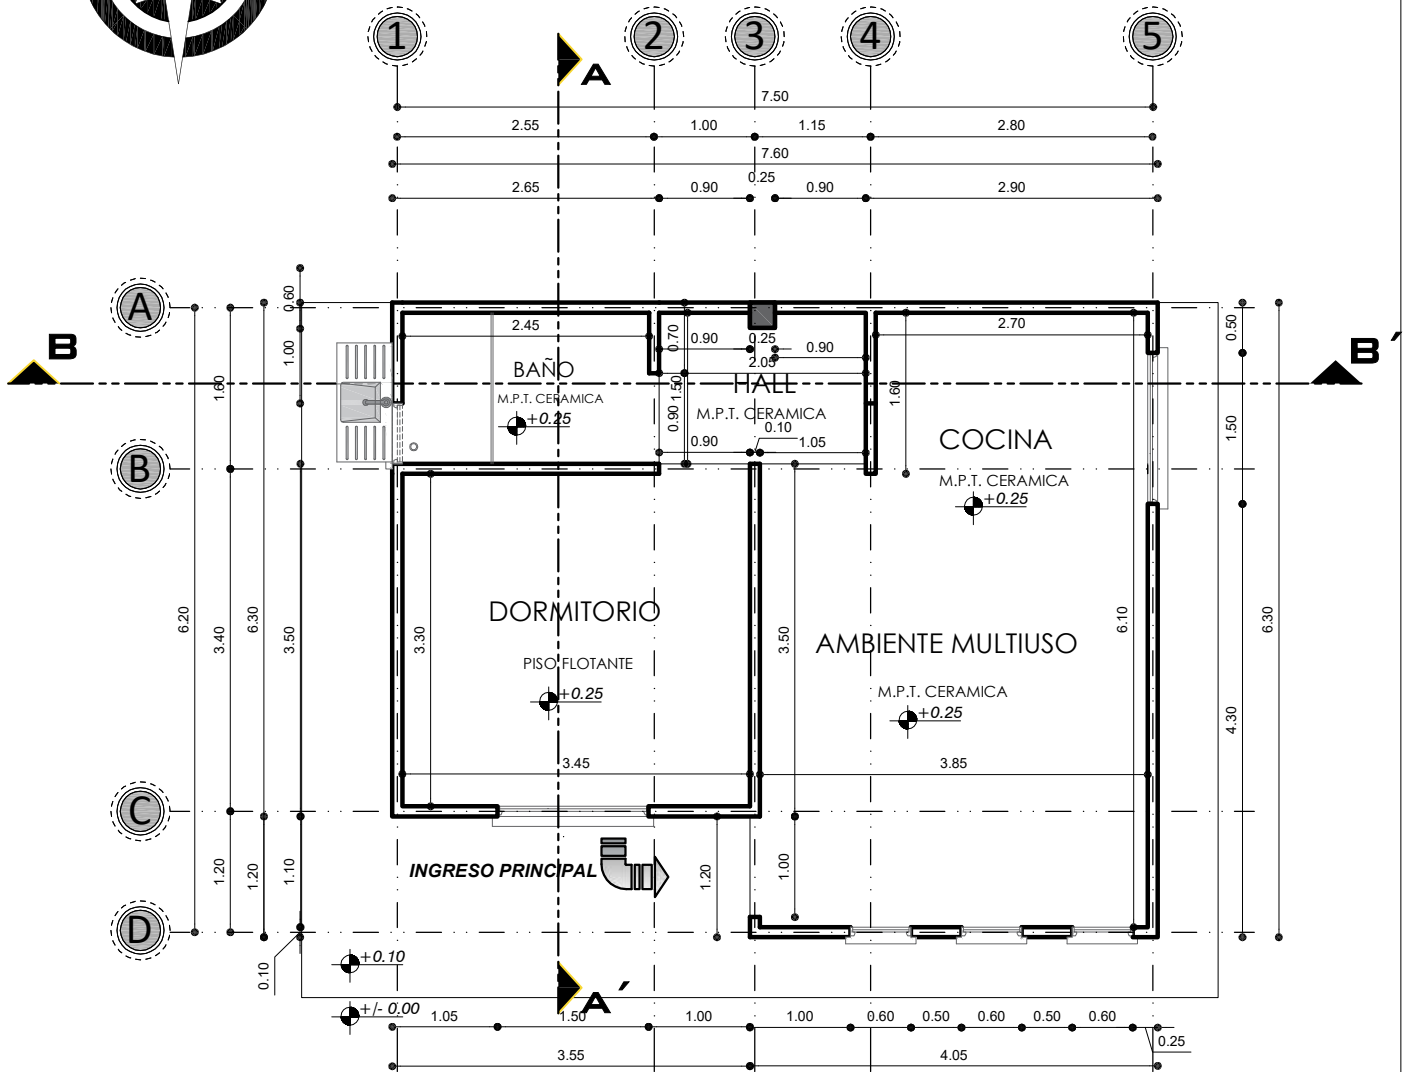 1 2 3 4 5
A
7.50
2.55 1.00 1.15 2.80
7.60
0.25
2.65 0.90 0.90 2.90
A
0.60
0.50
0.70
2.45
0.90 0.25
0.90
2.70
B
B´
1.00
BAÑO
2.05
HALL
1.60
1.50
1.60
M.P.T. CERAMICA
M.P.T. CERAMICA
+0.25
0.90
0.10
0.90 1.05
COCINA
1.50
B
M.P.T. CERAMICA
+0.25
DORMITORIO
6.20
3.40
6.30
3.50
3.30
3.50
6.10
6.30
AMBIENTE MULTIUSO
PISO FLOTANTE
+0.25
M.P.T. CERAMICA
+0.25
4.30
3.45 3.85
C
INGRESO PRINCIPAL
1.20
1.20
1.10
1.20
1.00
D
+0.10
0.10
A´
+/- 0.00
1.05 1.50 1.00 1.00 0.60 0.50 0.60 0.50 0.60
0.25
3.55 4.05